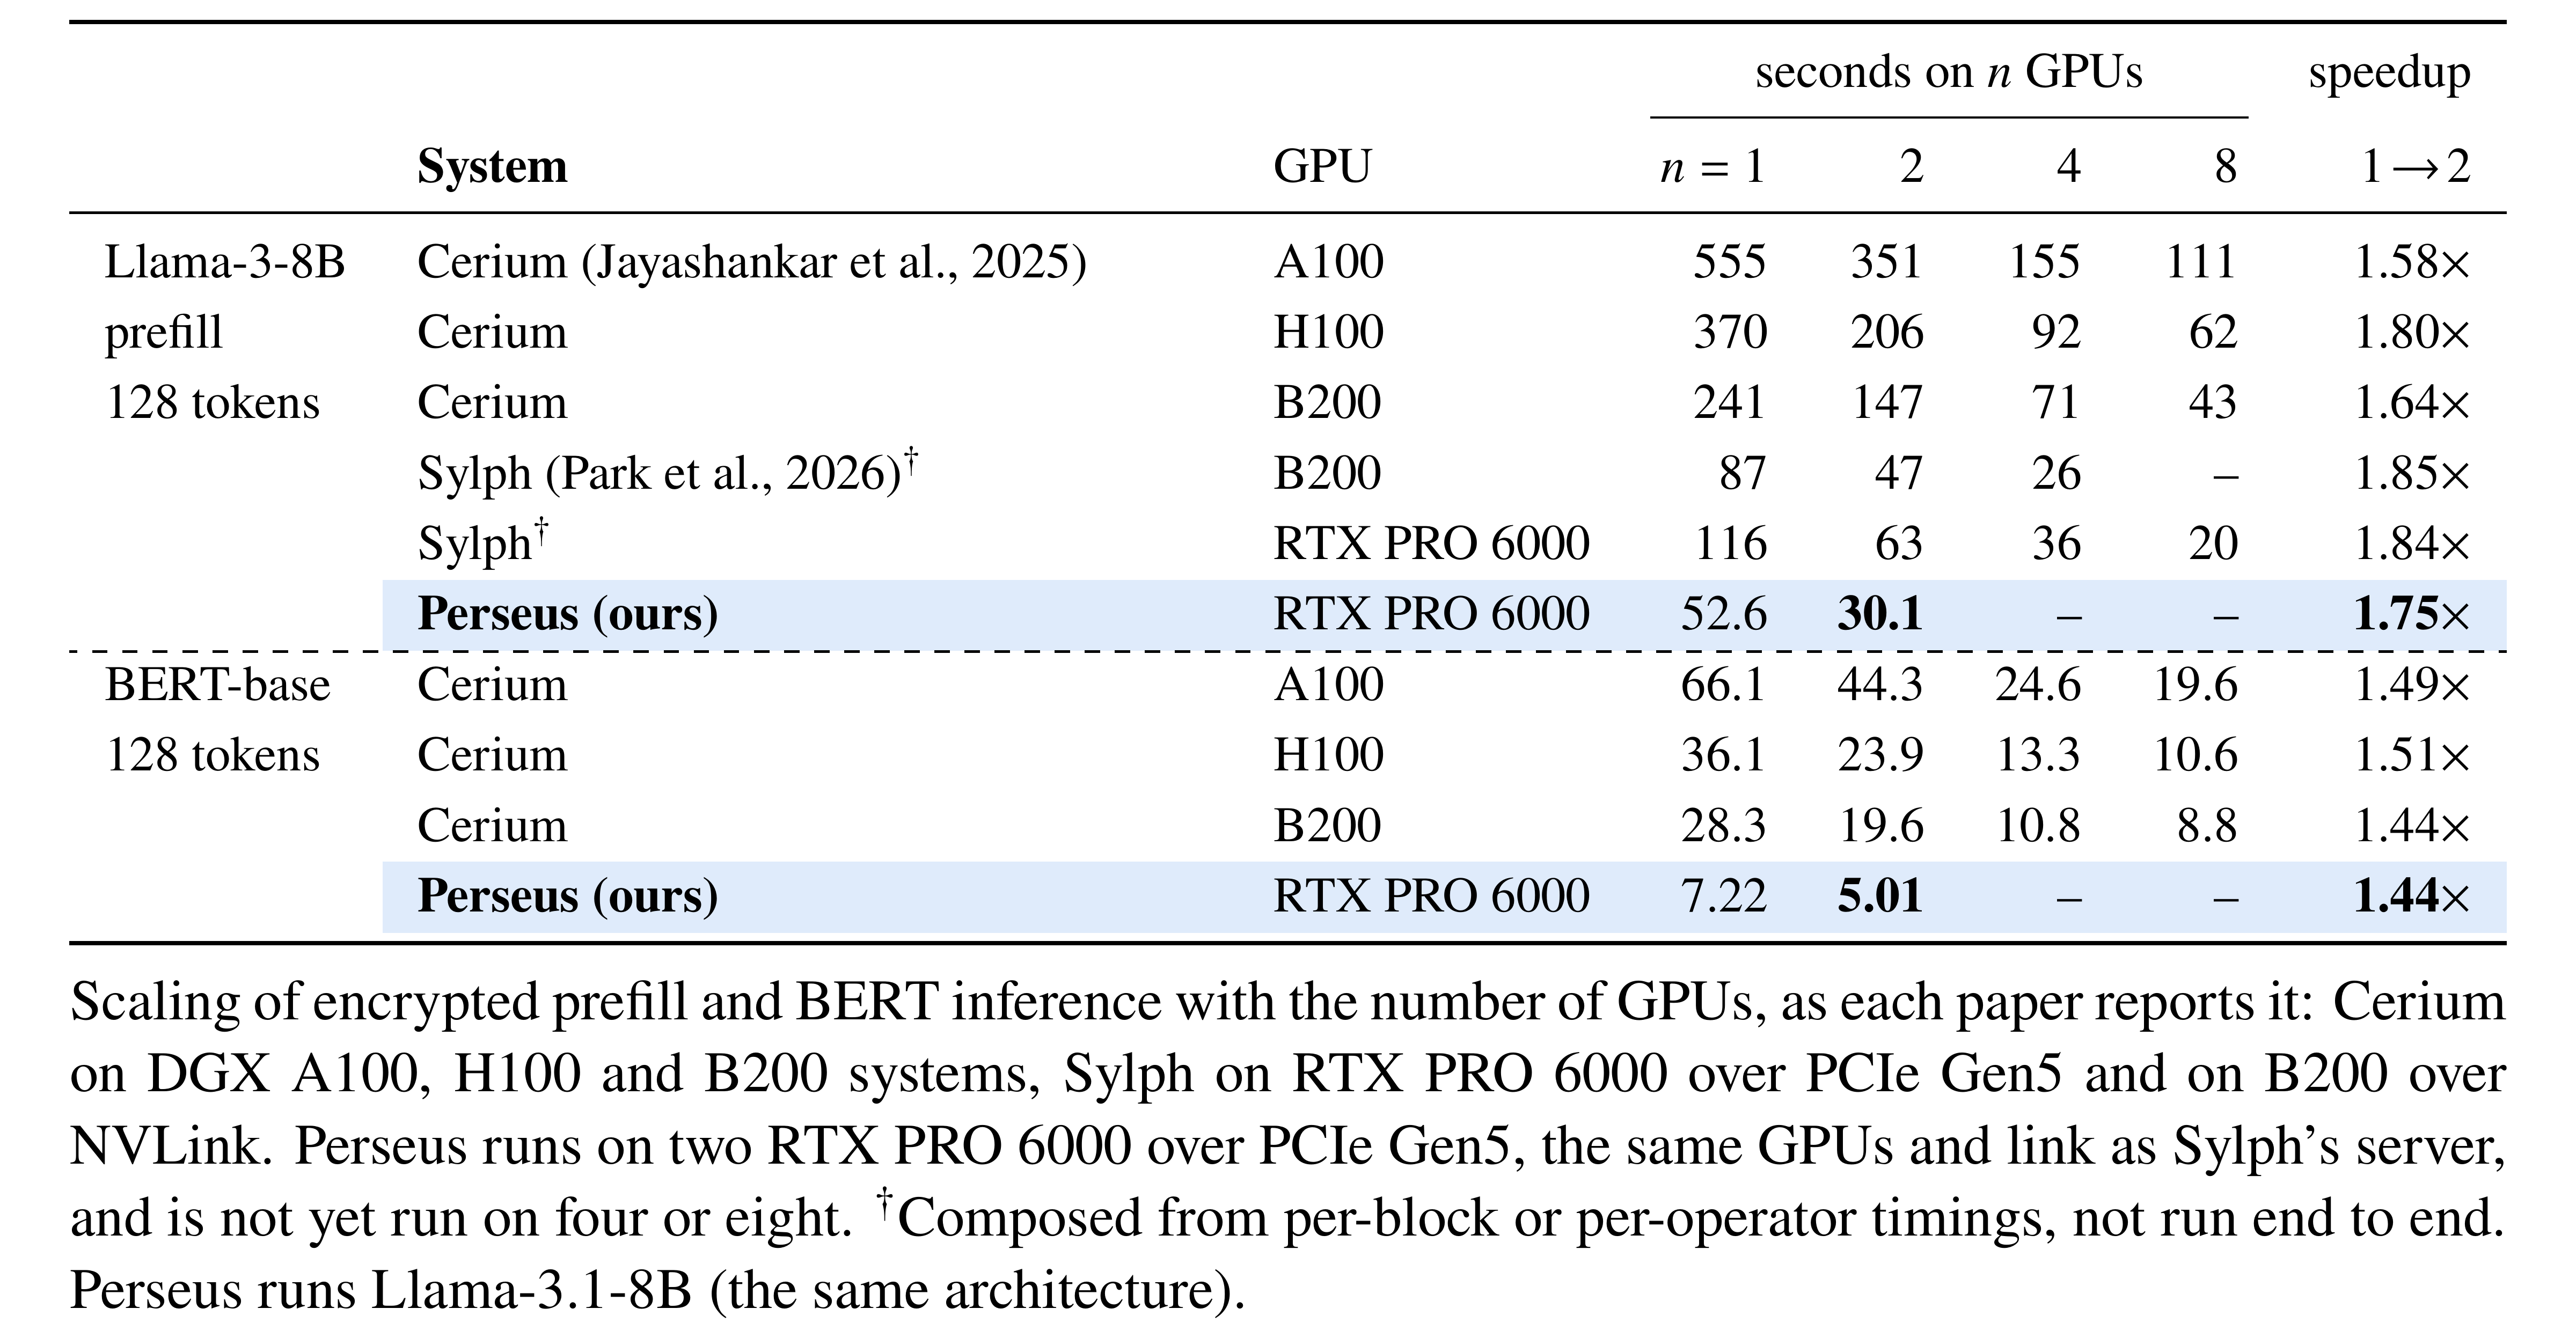 seconds on n GPUs speedup
System GPU n = 1 2 4 8 1→2
Llama-3-8B Cerium (Jayashankar et al., 2025) A100 555 351 155 111 1.58×
prefill Cerium H100 370 206 92 62 1.80×
128 tokens Cerium B200 241 147 71 43 1.64×
Sylph (Park et al., 2026)† B200 87 47 26 – 1.85×
Sylph† RTX PRO 6000 116 63 36 20 1.84×
Perseus (ours) RTX PRO 6000 52.6 30.1 – – 1.75×
BERT-base Cerium A100 66.1 44.3 24.6 19.6 1.49×
128 tokens Cerium H100 36.1 23.9 13.3 10.6 1.51×
Cerium B200 28.3 19.6 10.8 8.8 1.44×
Perseus (ours) RTX PRO 6000 7.22 5.01 – – 1.44×
Scaling of encrypted prefill and BERT inference with the number of GPUs, as each paper reports it: Cerium
on DGX A100, H100 and B200 systems, Sylph on RTX PRO 6000 over PCIe Gen5 and on B200 over
NVLink. Perseus runs on two RTX PRO 6000 over PCIe Gen5, the same GPUs and link as Sylph’s server,
and is not yet run on four or eight. †Composed from per-block or per-operator timings, not run end to end.
Perseus runs Llama-3.1-8B (the same architecture).